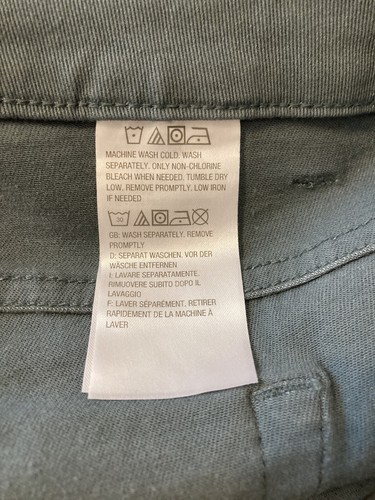 MACHINE WASH COLD. WASH
SEPARATELY. ONLY NON-CHLORINE
BLEACH WHEN NEEDED. TUMBLE DRY
LOW. REMOVE PROMPTLY. LOW IRON
IF NEEDED
30
GB: WASH SEPARATELY. REMOVE
PROMPTLY
D: SEPARAT WASCHEN. VOR DER
WÄSCHE ENTFERNEN
I: LAVARE SEPARATAMENTE.
RIMUOVERE SUBITO DOPO IL
LAVAGGIO
F: LAVER SÉPARÉMENT. RETIRER
RAPIDEMENT DE LA MACHINE À
LAVER